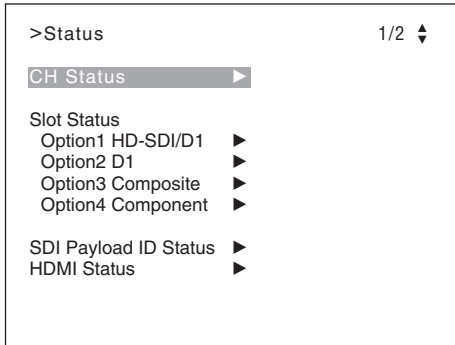 >Status 1/2
CH Status
Slot Status
Option1 HD-SDI/D1
Option2 D1
Option3 Composite
Option4 Component
SDI Payload ID Status
HDMI Status